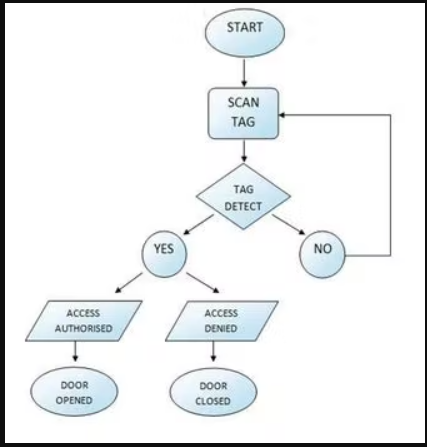 START
SCAN
TAG
TAG
DETECT
YES
NO
ACCESS
AUTHORISED
ACCESS
DENIED
DOOR
OPENED
DOOR
CLOSED